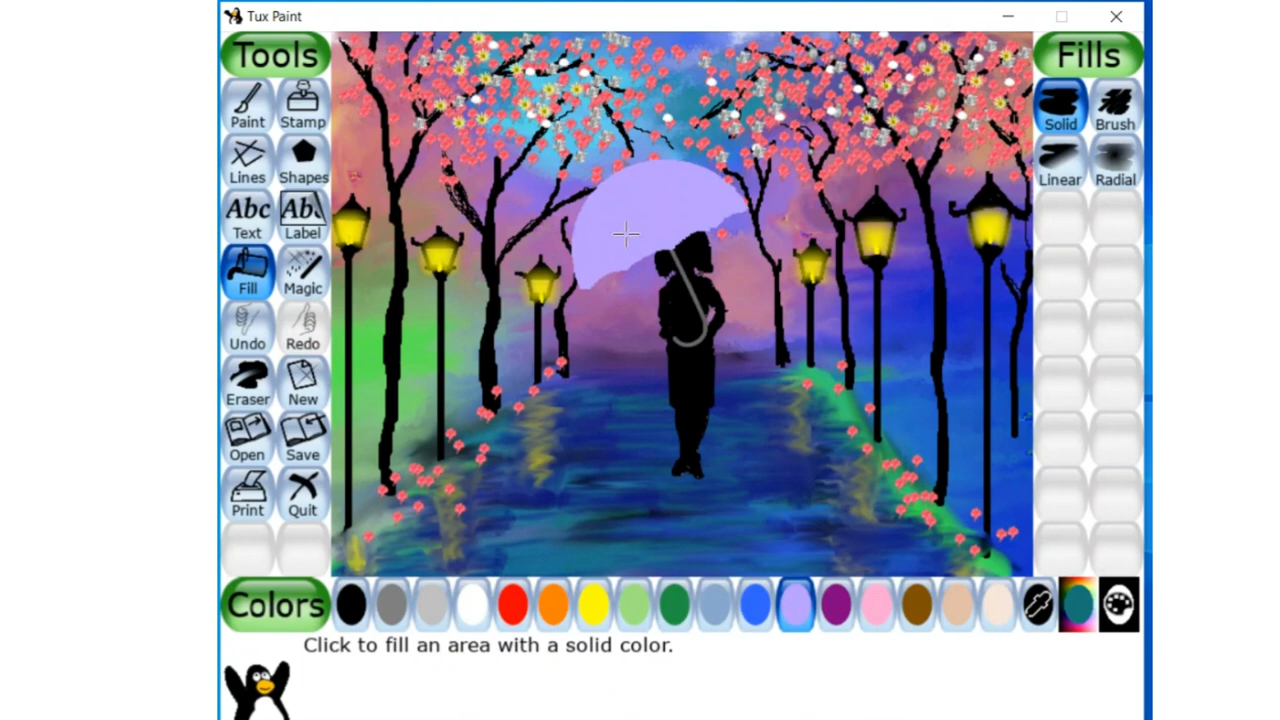 Tux Paint
Tools
Fills
Paint
Stamp
Solid
Brush
Lines
Shapes
Linear
Radial
Abc
Abc
Text
Label
Fill
Magic
Undo
Redo
Eraser
New
Open
Save
Print
Quit
Colors
Click to fill an area with a solid color.